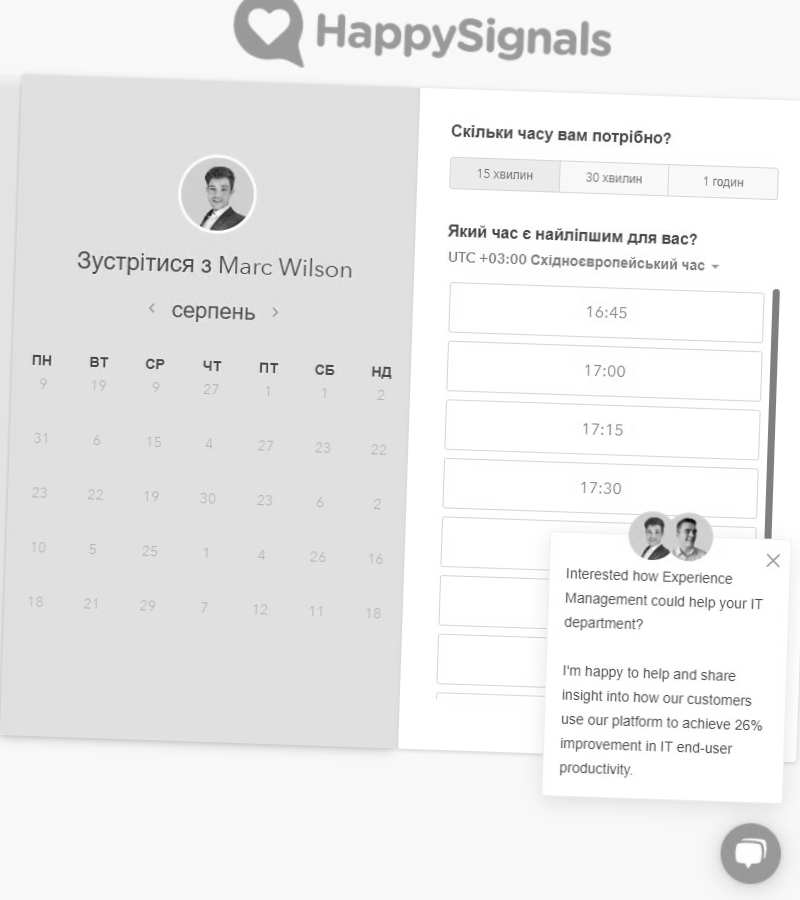 HappySignals
Зустрітися з Marc Wilson
серпень
ПН ВТ СР ЧТ ПТ СБ НД
9 19 9 27 1 1 2
31 6 15 4 27 23 22
23 22 19 30 23 6 2
10 5 25 1 4 26 16
18 21 29 7 12 11 18
Скільки часу вам потрібно?
15 хвилин 30 хвилин 1 годин
Який час є найліпшим для вас?
UTC +03:00 Східноєвропейський час
16:45
17:00
17:15
17:30
Interested how Experience
Management could help your IT
department?
I'm happy to help and share
insight into how our customers
use our platform to achieve 26%
improvement in IT end-user
productivity.